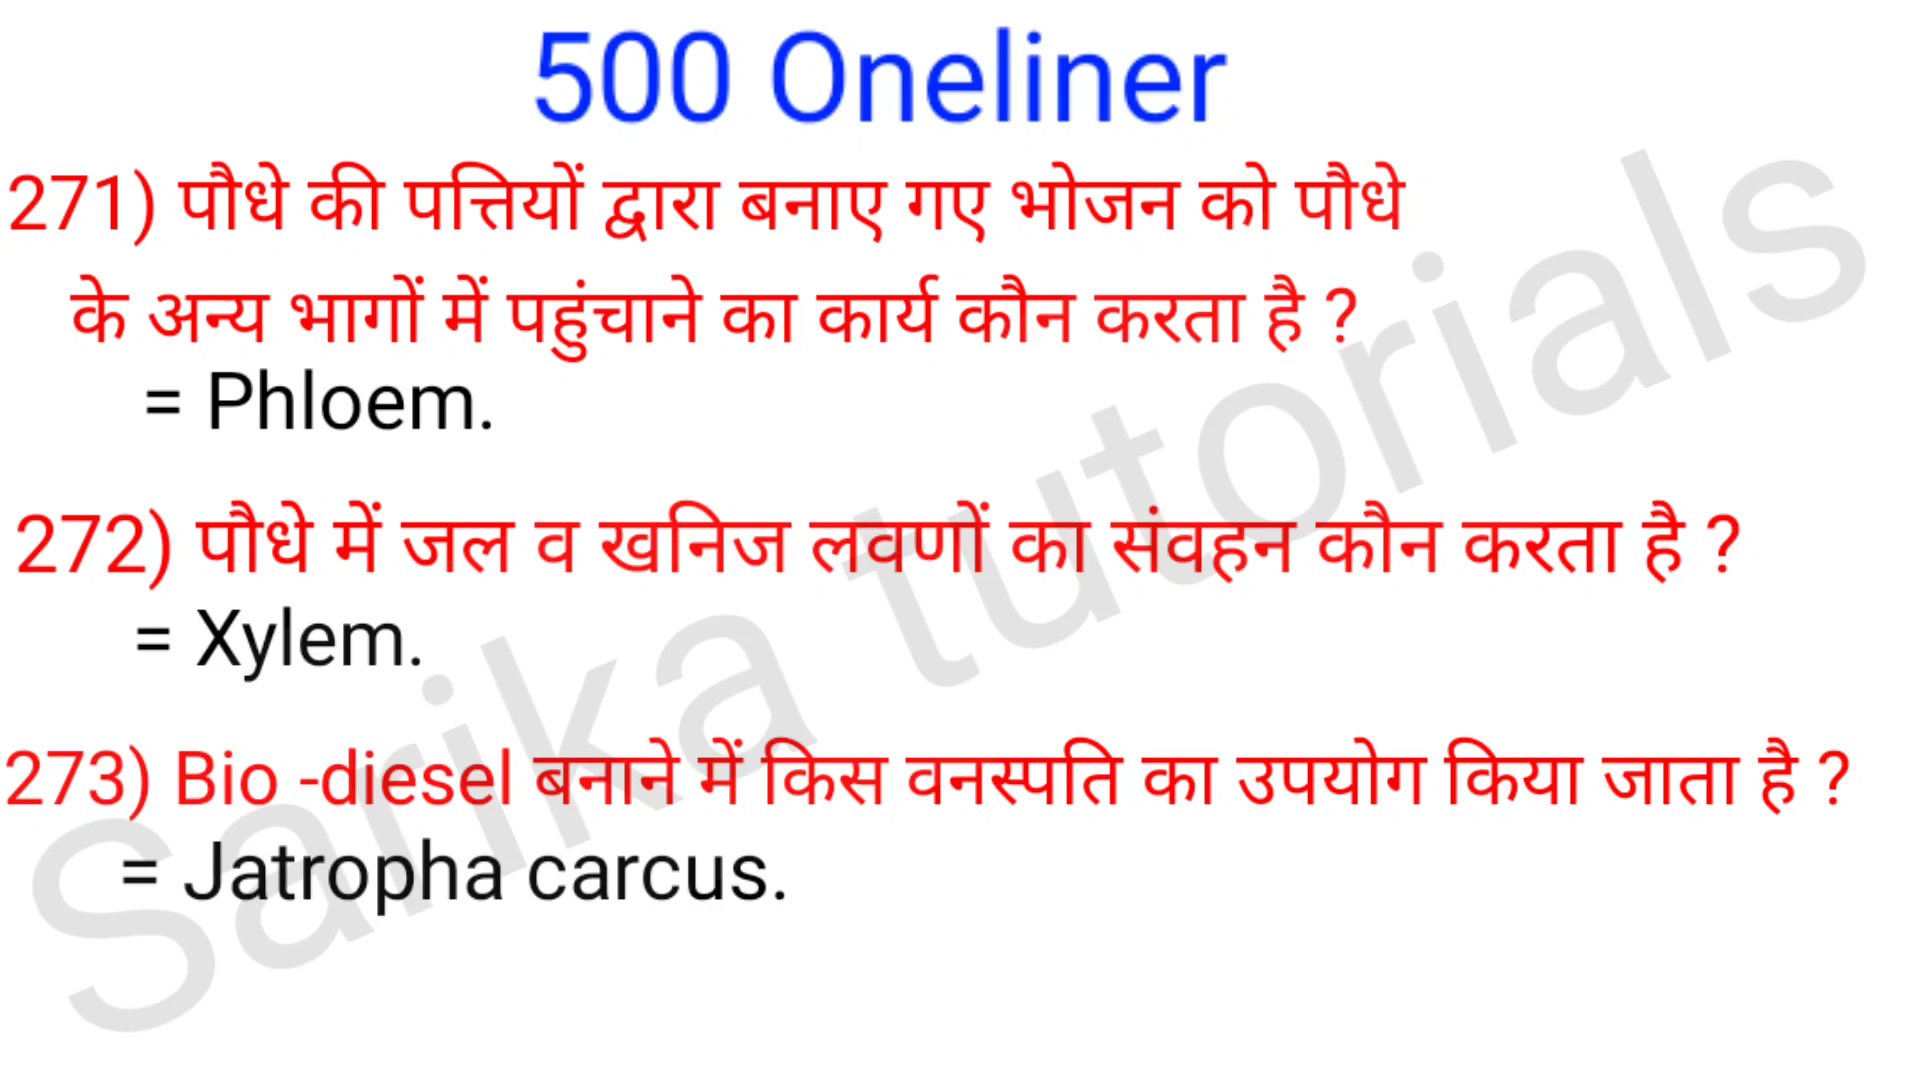 500 Oneliner
271) पौधे की पत्तियों द्वारा बनाए गए भोजन को पौधे
के अन्य भागों में पहुंचाने का कार्य कौन करता है ?
= Phloem.
272) पौधे में जल व खनिज लवणों का संवहन कौन करता है ?
= Xylem.
273) Bio -diesel बनाने में किस वनस्पति का उपयोग किया जाता है ?
= Jatropha carcus.
Sarika tutorials